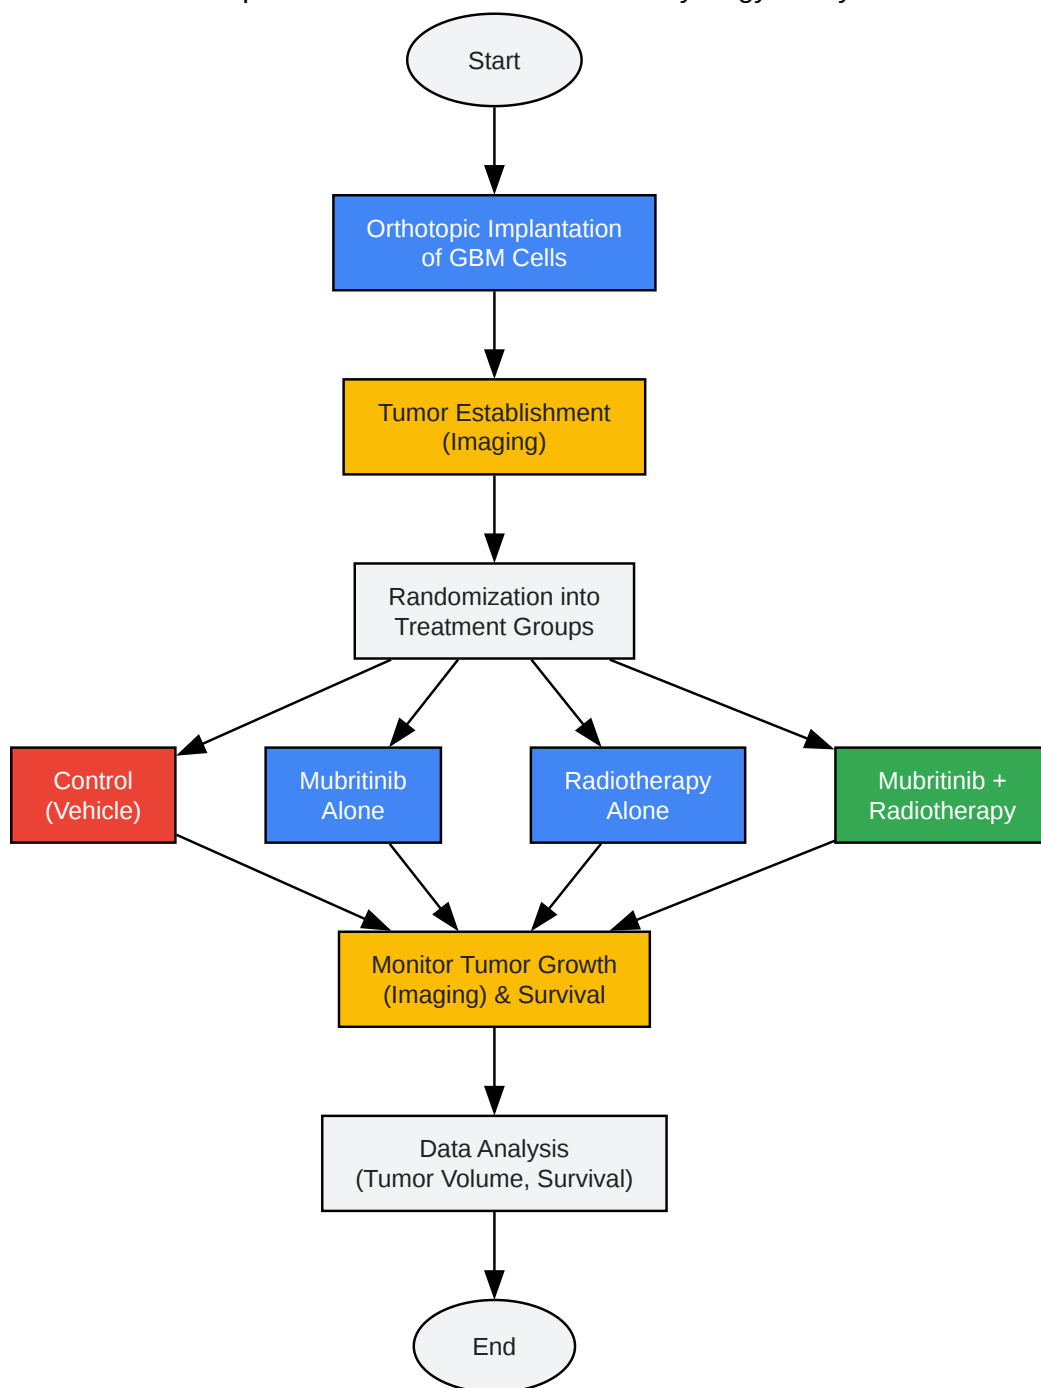 Start
Orthotopic Implantation
of GBM Cells
Tumor Establishment
(Imaging)
Randomization into
Treatment Groups
Control
(Vehicle)
Mubritinib
Alone
Radiotherapy
Alone
Mubritinib +
Radiotherapy
Monitor Tumor Growth
(Imaging) & Survival
Data Analysis
(Tumor Volume, Survival)
End